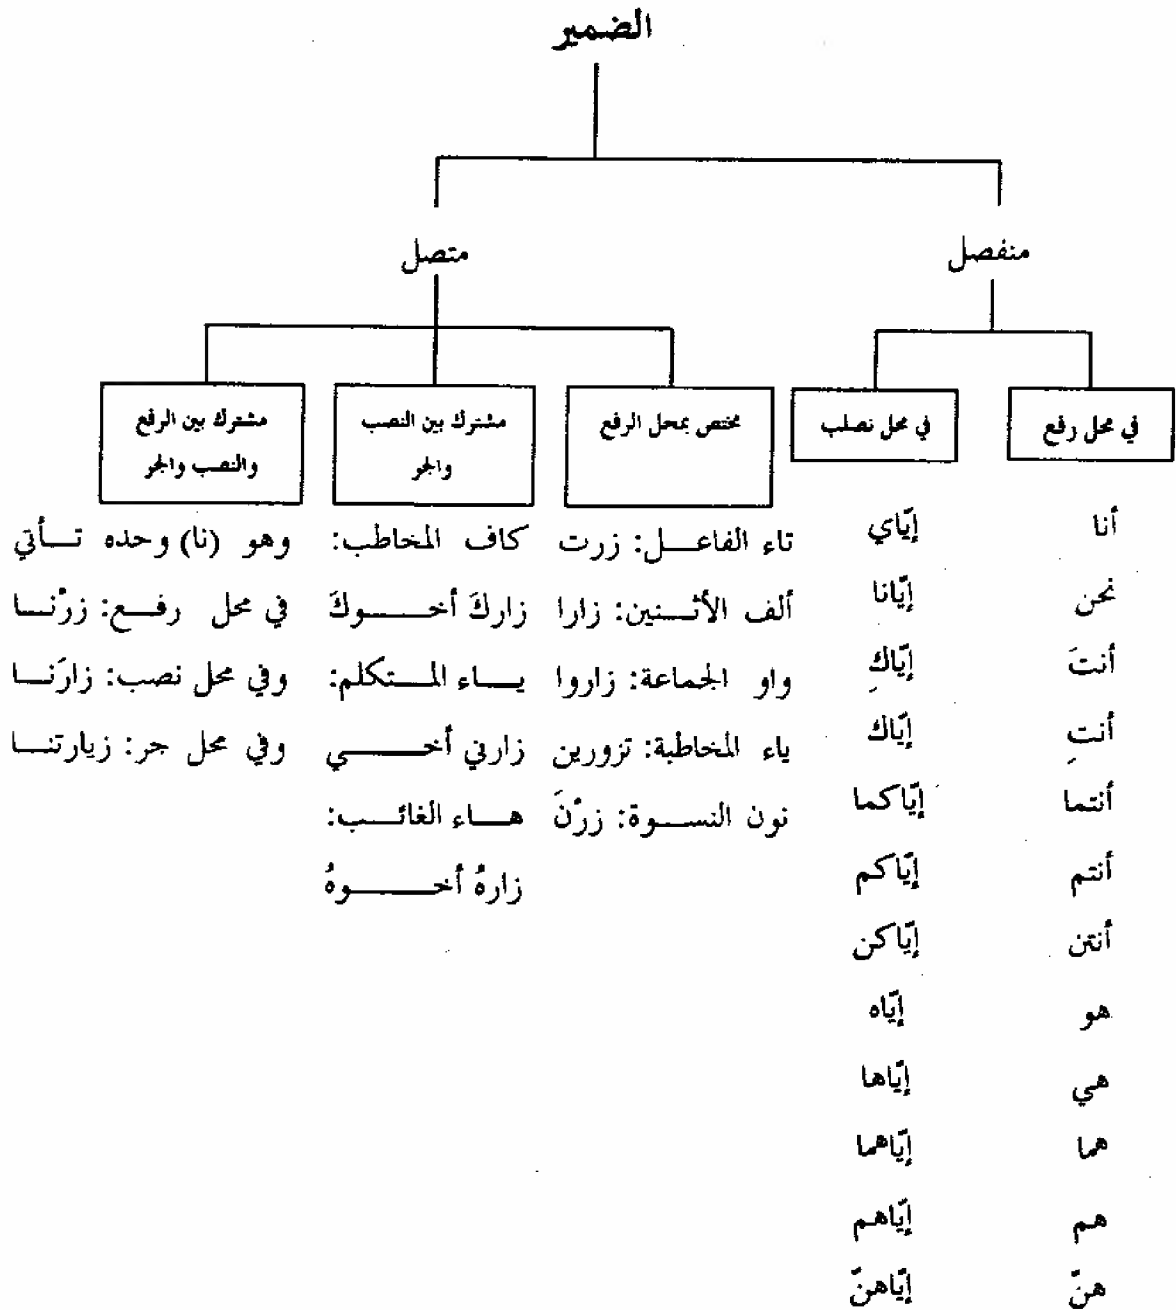 الضمير
منفصل
متصل
في محل رفع
في محل نصلب
مختص بمحل الرفع
مشترك بين النصب
والجر
مشترك بين الرفع
والنصب والجر
أنا
نحن
أنتَ
أنتِ
أنتما
أنتم
أنتن
هو
هي
هما
هم
هنّ
إيّاي
إيّانا
إيّاكِ
إيّاك
إيّاكما
إيّاكم
إيّاكن
إيّاه
إيّاها
إيّاهما
إيّاهم
إيّاهنّ
تاء الفاعل: زرت
ألف الأثنين: زارا
واو الجماعة: زاروا
ياء المخاطبة: تزورين
نون النسوة: زرْنَ
كاف المخاطب:
زاركَ أخوكَ
ياء المتكلم:
زارني أخي
هاء الغائب:
زارهُ أخوهُ
وهو (نا) وحده تأتي
في محل رفع: زرْنا
وفي محل نصب: زارَنا
وفي محل جر: زيارتنا